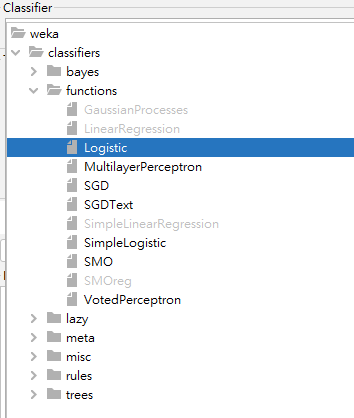 Classifier
weka
classifiers
bayes
functions
GaussianProcesses
LinearRegression
Logistic
MultilayerPerceptron
SGD
SGDText
SimpleLinearRegression
SimpleLogistic
SMO
SMOreg
VotedPerceptron
lazy
meta
misc
rules
trees